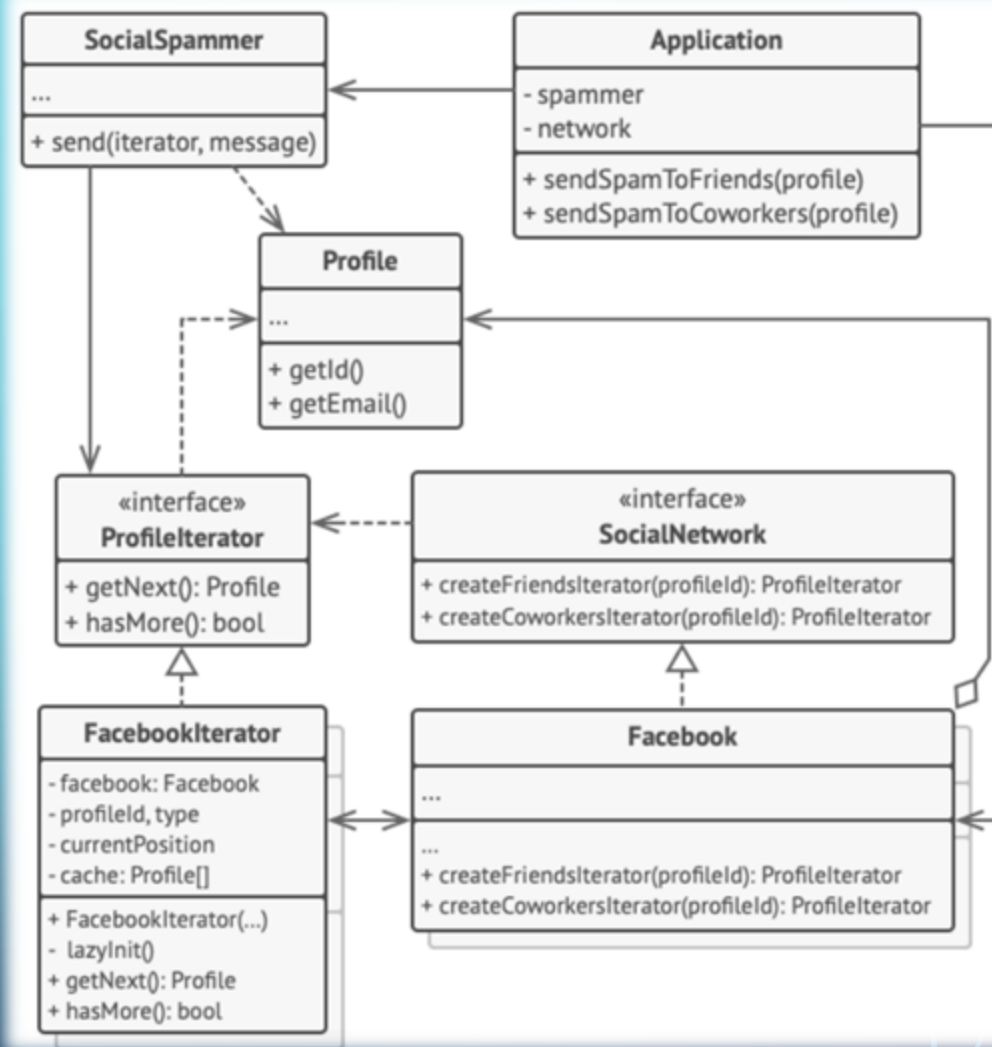 SocialSpammer
...
+ send(iterator, message)
Application
- spammer
- network
+ sendSpamToFriends(profile)
+ sendSpamToCoworkers(profile)
Profile
...
+ getId()
+ getEmail()
«interface»
ProfileIterator
+ getNext(): Profile
+ hasMore(): bool
«interface»
SocialNetwork
+ createFriendsIterator(profileId): ProfileIterator
+ createCoworkersIterator(profileId): ProfileIterator
FacebookIterator
- facebook: Facebook
- profileId, type
- currentPosition
- cache: Profile[]
+ FacebookIterator(...)
- lazyInit()
+ getNext(): Profile
+ hasMore(): bool
Facebook
...
...
+ createFriendsIterator(profileId): ProfileIterator
+ createCoworkersIterator(profileId): ProfileIterator